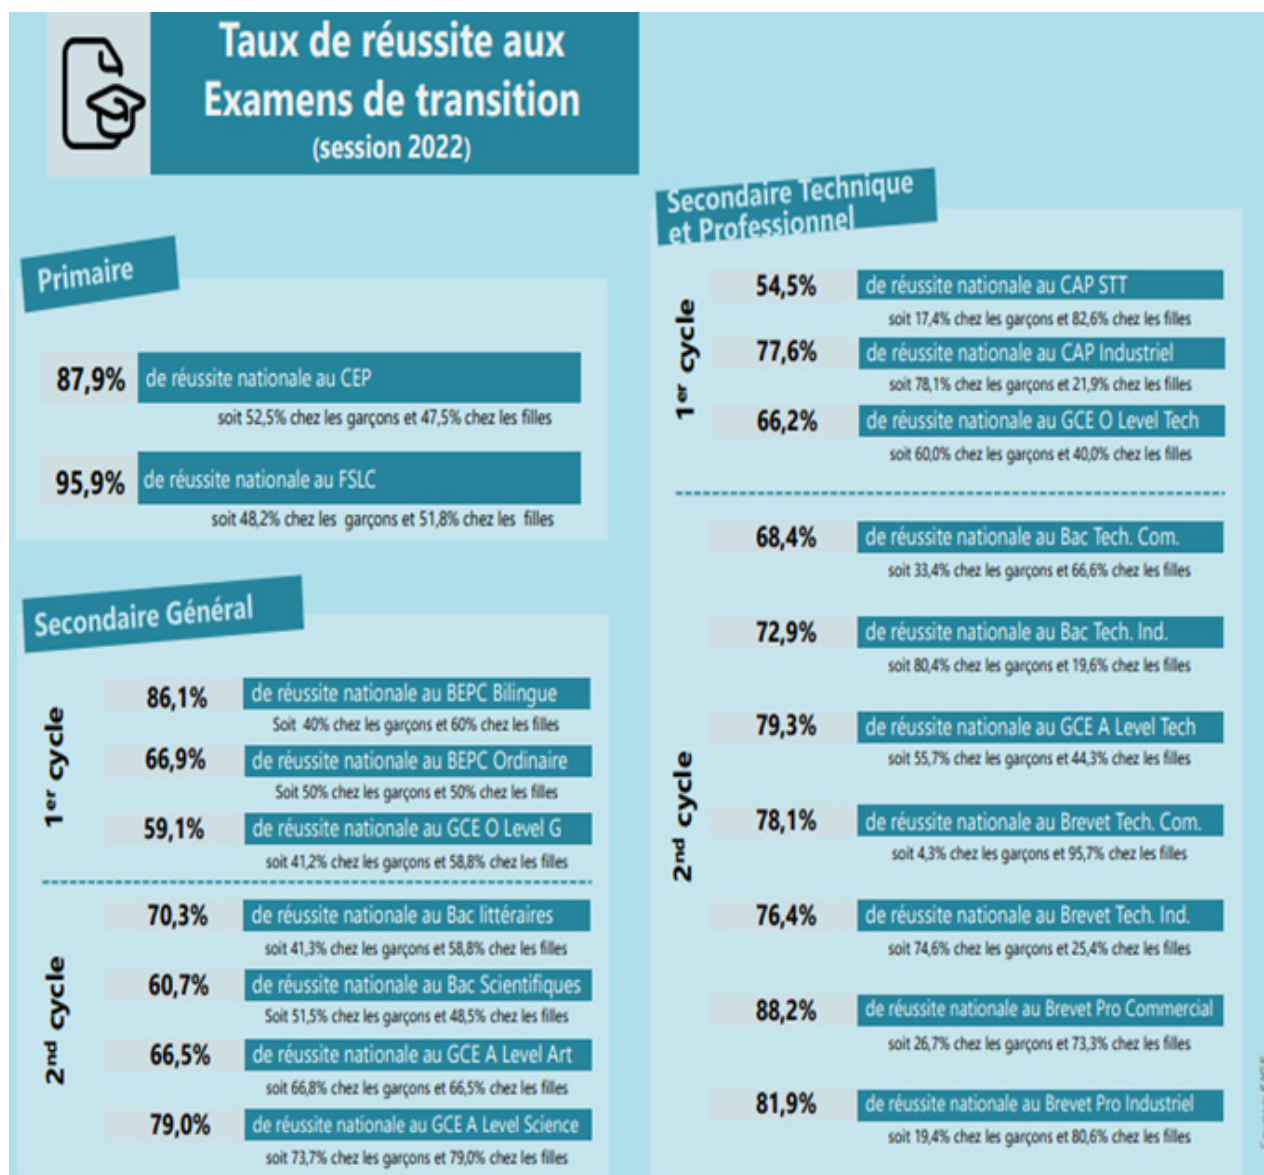 Taux de réussite aux
Examens de transition
(session 2022)
Primaire
87,9% de réussite nationale au CEP
soit 52,5% chez les garçons et 47,5% chez les filles
95,9% de réussite nationale au FSLC
soit 48,2% chez les garçons et 51,8% chez les filles
Secondaire Général
1er cycle
86,1% de réussite nationale au BEPC Bilingue
Soit 40% chez les garçons et 60% chez les filles
66,9% de réussite nationale au BEPC Ordinaire
Soit 50% chez les garçons et 50% chez les filles
59,1% de réussite nationale au GCE O Level G
soit 41,2% chez les garçons et 58,8% chez les filles
2nd cycle
70,3% de réussite nationale au Bac littéraires
soit 41,3% chez les garçons et 58,8% chez les filles
60,7% de réussite nationale au Bac Scientifiques
Soit 51,5% chez les garçons et 48,5% chez les filles
66,5% de réussite nationale au GCE A Level Art
soit 66,8% chez les garçons et 66,5% chez les filles
79,0% de réussite nationale au GCE A Level Science
soit 73,7% chez les garçons et 79,0% chez les filles
Secondaire Technique
et Professionnel
1er cycle
54,5% de réussite nationale au CAP STT
soit 17,4% chez les garçons et 82,6% chez les filles
77,6% de réussite nationale au CAP Industriel
soit 78,1% chez les garçons et 21,9% chez les filles
66,2% de réussite nationale au GCE O Level Tech
soit 60,0% chez les garçons et 40,0% chez les filles
2nd cycle
68,4% de réussite nationale au Bac Tech. Com.
soit 33,4% chez les garçons et 66,6% chez les filles
72,9% de réussite nationale au Bac Tech. Ind.
soit 80,4% chez les garçons et 19,6% chez les filles
79,3% de réussite nationale au GCE A Level Tech
soit 55,7% chez les garçons et 44,3% chez les filles
78,1% de réussite nationale au Brevet Tech. Com.
soit 4,3% chez les garçons et 95,7% chez les filles
76,4% de réussite nationale au Brevet Tech. Ind.
soit 74,6% chez les garçons et 25,4% chez les filles
88,2% de réussite nationale au Brevet Pro Commercial
soit 26,7% chez les garçons et 73,3% chez les filles
81,9% de réussite nationale au Brevet Pro Industriel
soit 19,4% chez les garçons et 80,6% chez les filles